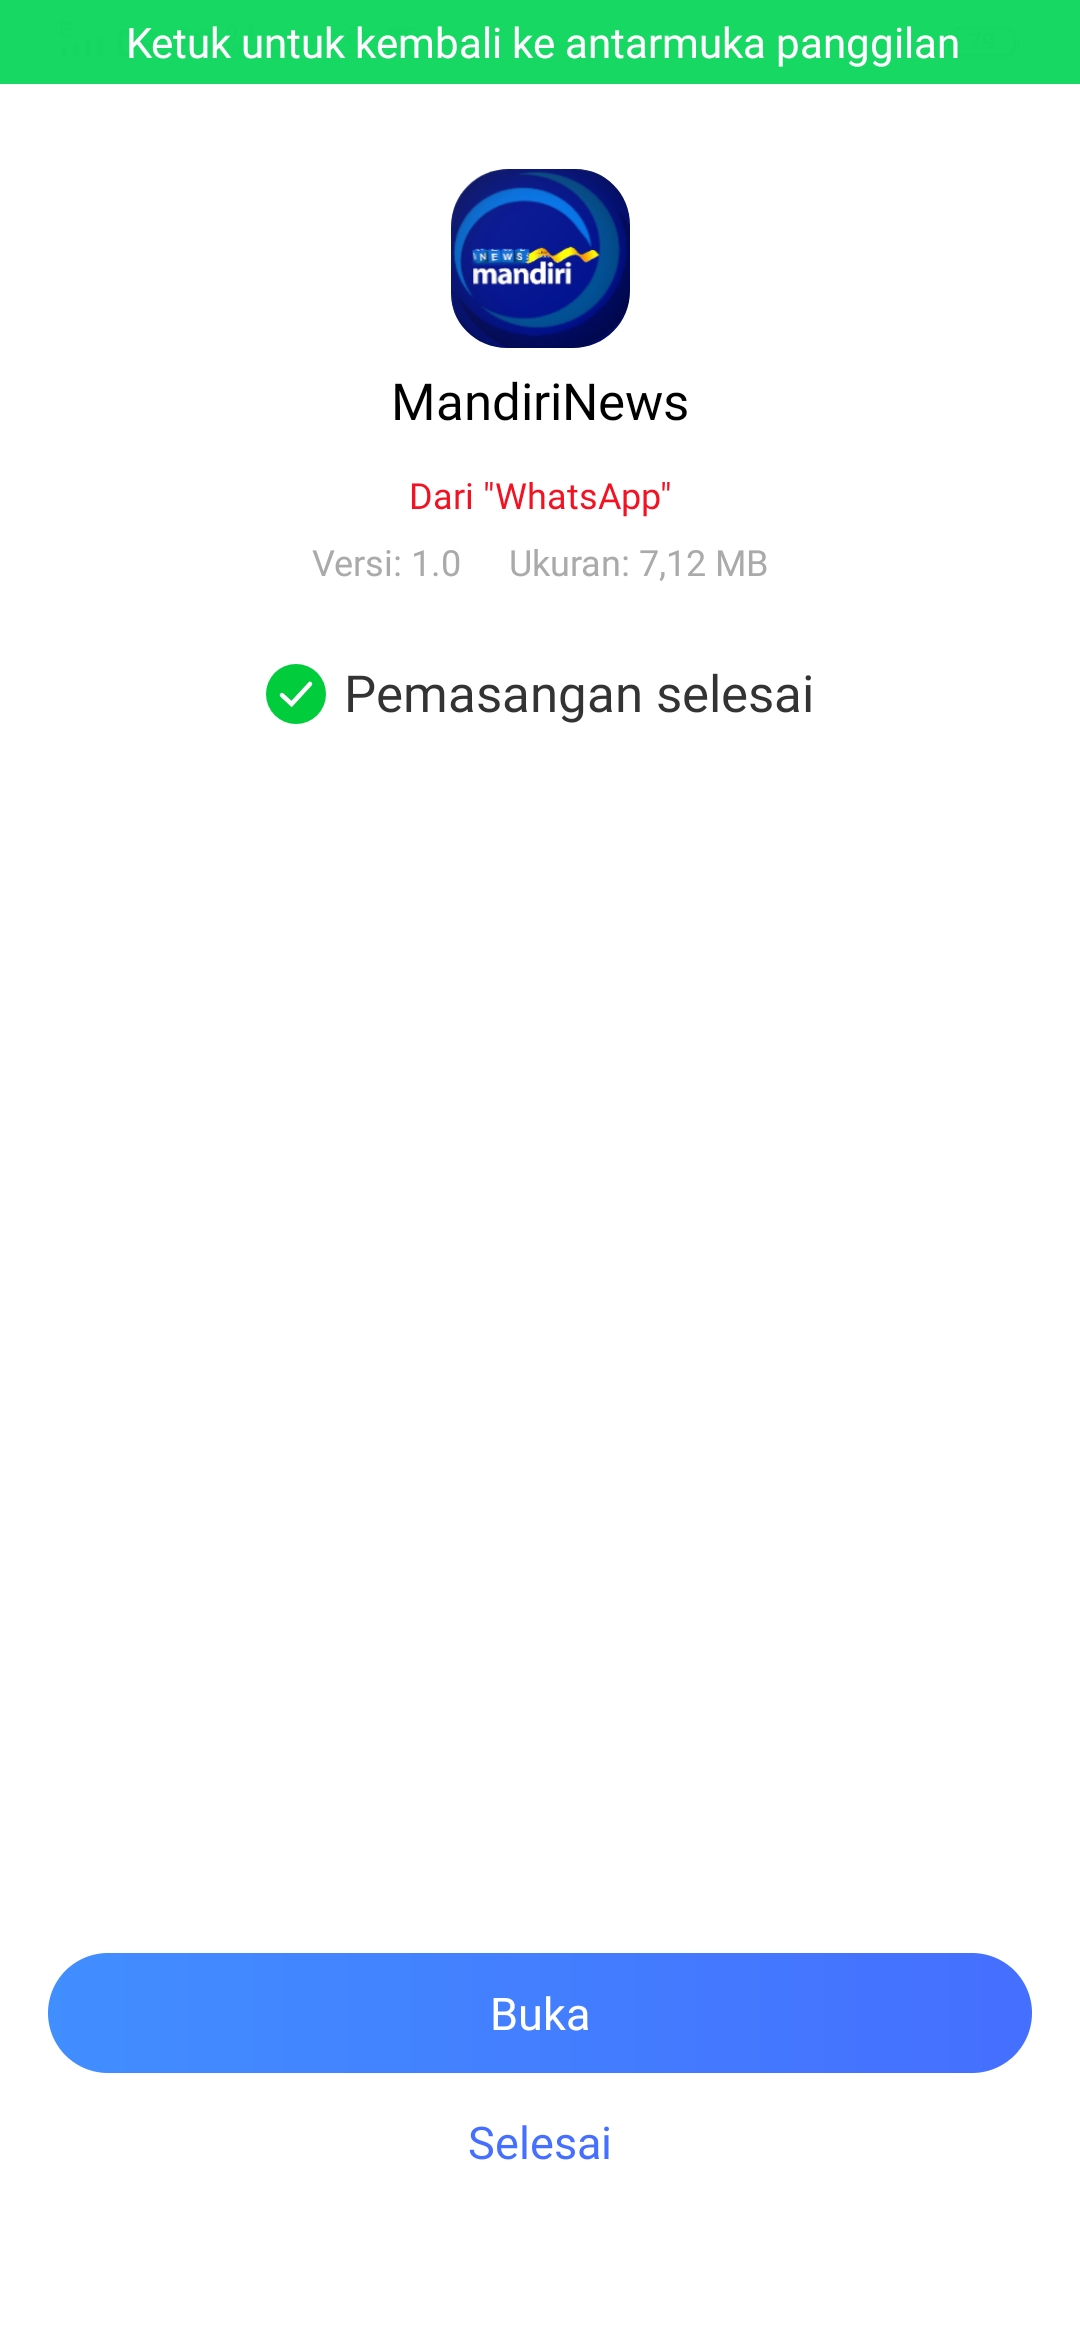 Ketuk untuk kembali ke antarmuka panggilan
NEWS
mandiri
MandiriNews
Dari "WhatsApp"
Versi: 1.0 Ukuran: 7,12 MB
Pemasangan selesai
Buka
Selesai